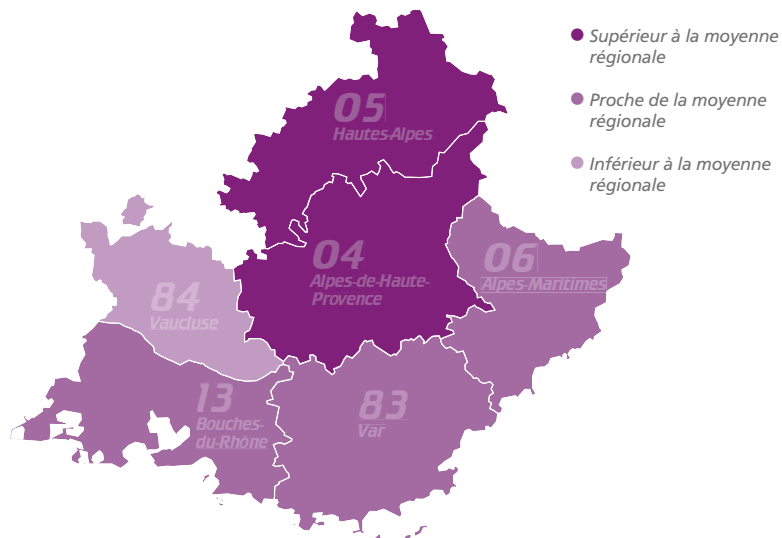 Supérieur à la moyenne
régionale
Proche de la moyenne
régionale
Inférieur à la moyenne
régionale
05
Hautes-Alpes
04
Alpes-de-Haute-
Provence
06
Alpes-Maritimes
84
Vaucluse
13
Bouches-
du-Rhône
83
Var